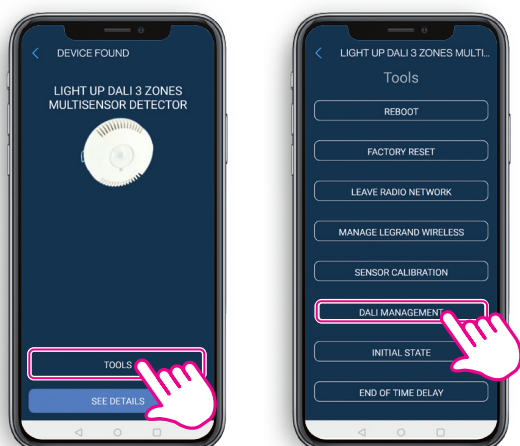 DEVICE FOUND
LIGHT UP DALI 3 ZONES
MULTISENSOR DETECTOR
TOOLS
SEE DETAILS
LIGHT UP DALI 3 ZONES MULTI...
Tools
REBOOT
FACTORY RESET
LEAVE RADIO NETWORK
MANAGE LEGRAND WIRELESS
SENSOR CALIBRATION
DALI MANAGEMENT
INITIAL STATE
END OF TIME DELAY